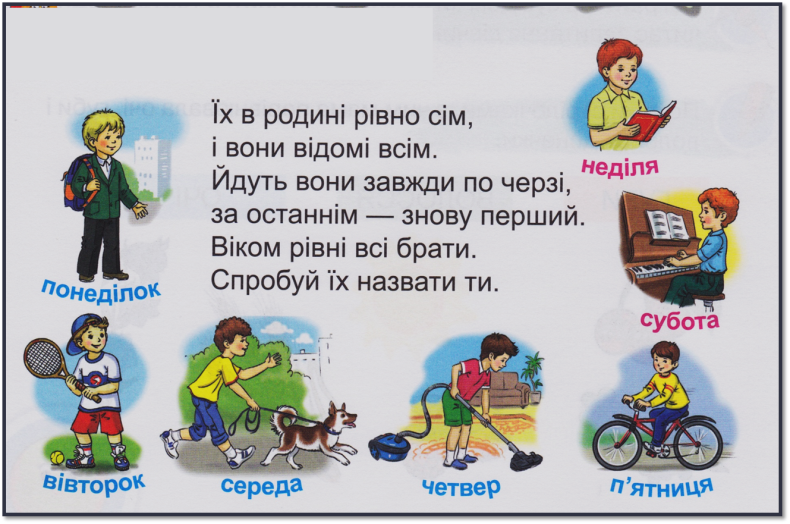 Їх в родині рівно сім,
і вони відомі всім.
Йдуть вони завжди по черзі,
за останнім — знову перший.
Віком рівні всі брати.
Спробуй їх назвати ти.
понеділок
вівторок
середа
четвер
п'ятниця
субота
неділя